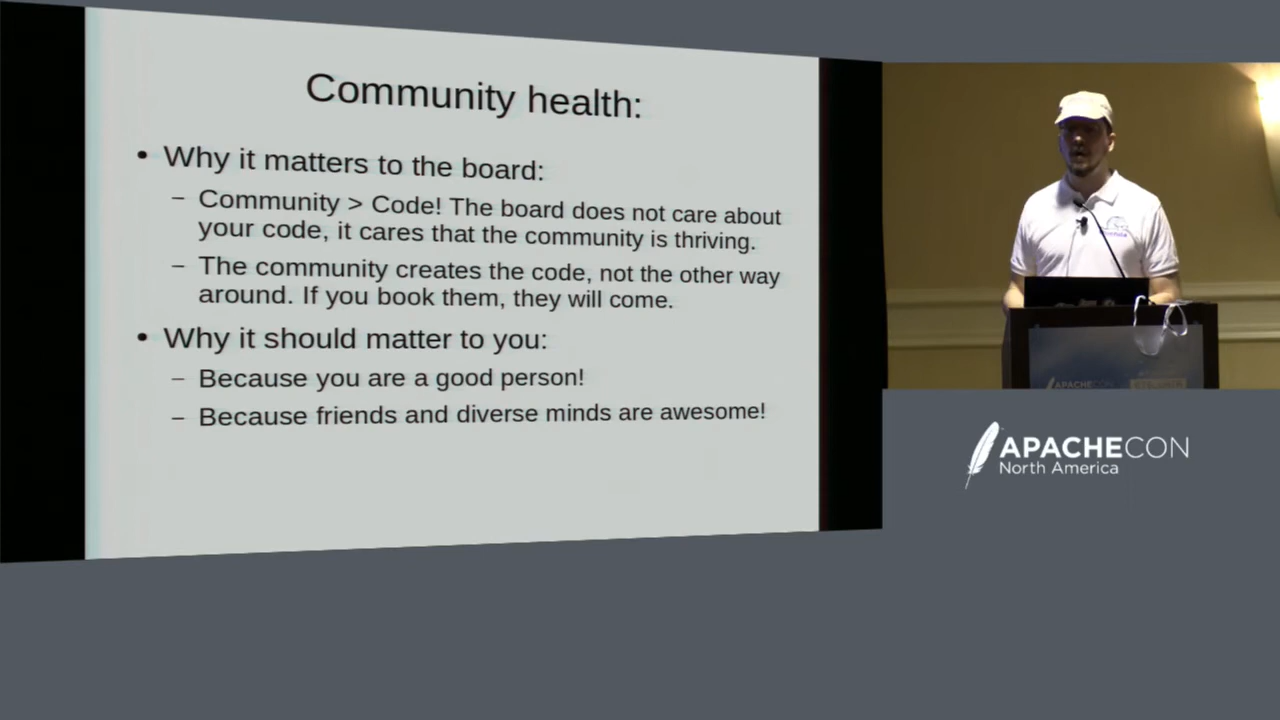 Community health:
• Why it matters to the board:
– Community > Code! The board does not care about
your code, it cares that the community is thriving.
– The community creates the code, not the other way
around. If you book them, they will come.
• Why it should matter to you:
– Because you are a good person!
– Because friends and diverse minds are awesome!
APACHECON
North America
APACHECON